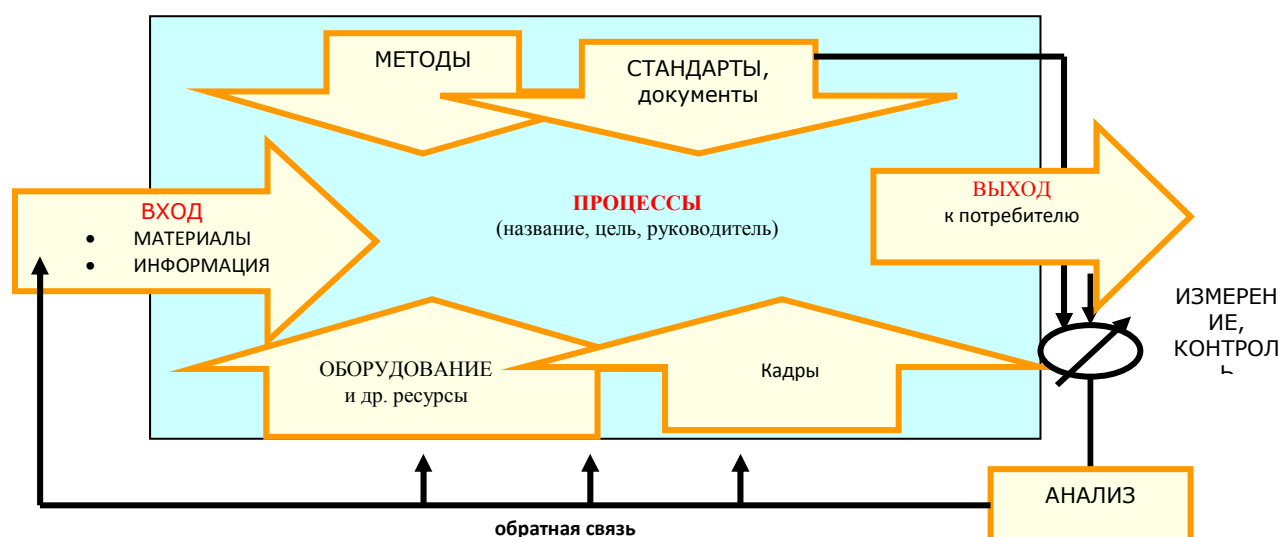 МЕТОДЫ
СТАНДАРТЫ,
документы
ВХОД
• МАТЕРИАЛЫ
• ИНФОРМАЦИЯ
ПРОЦЕССЫ
(название, цель, руководитель)
ВЫХОД
к потребителю
ИЗМЕРЕН
ИЕ,
КОНТРОЛ
Ь
ОБОРУДОВАНИЕ
и др. ресурсы
Кадры
АНАЛИЗ
обратная связь